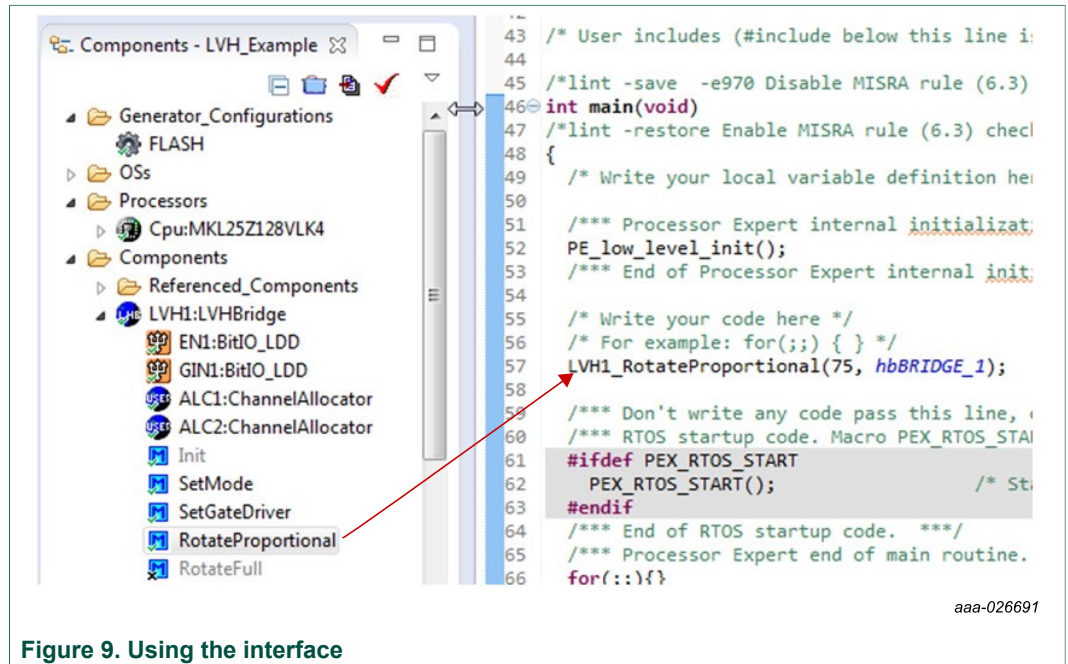 Components - LVH_Example
Generator_Configurations
FLASH
OSs
Processors
Cpu:MKL25Z128VLK4
Components
Referenced_Components
LVH1:LVHBridge
EN1:BitIO_LDD
GIN1:BitIO_LDD
ALC1:ChannelAllocator
ALC2:ChannelAllocator
Init
SetMode
SetGateDriver
RotateProportional
RotateFull
43 /* User includes (#include below this line i
44
45 /*lint -save -e970 Disable MISRA rule (6.3)
46 int main(void)
47 /*lint -restore Enable MISRA rule (6.3) chec
48 {
49 /* Write your local variable definition he
50
51 /*** Processor Expert internal initializat
52 PE_low_level_init();
53 /*** End of Processor Expert internal init
54
55 /* Write your code here */
56 /* For example: for(;;) { } */
57 LVH1_RotateProportional(75, hbBRIDGE_1);
58
59 /*** Don't write any code pass this line,
60 /*** RTOS startup code. Macro PEX_RTOS_STA
61 #ifdef PEX_RTOS_START
62 PEX_RTOS_START(); /* St
63 #endif
64 /*** End of RTOS startup code. ***/
65 /*** Processor Expert end of main routine.
66 for(;;){}
aaa-026691
Figure 9. Using the interface